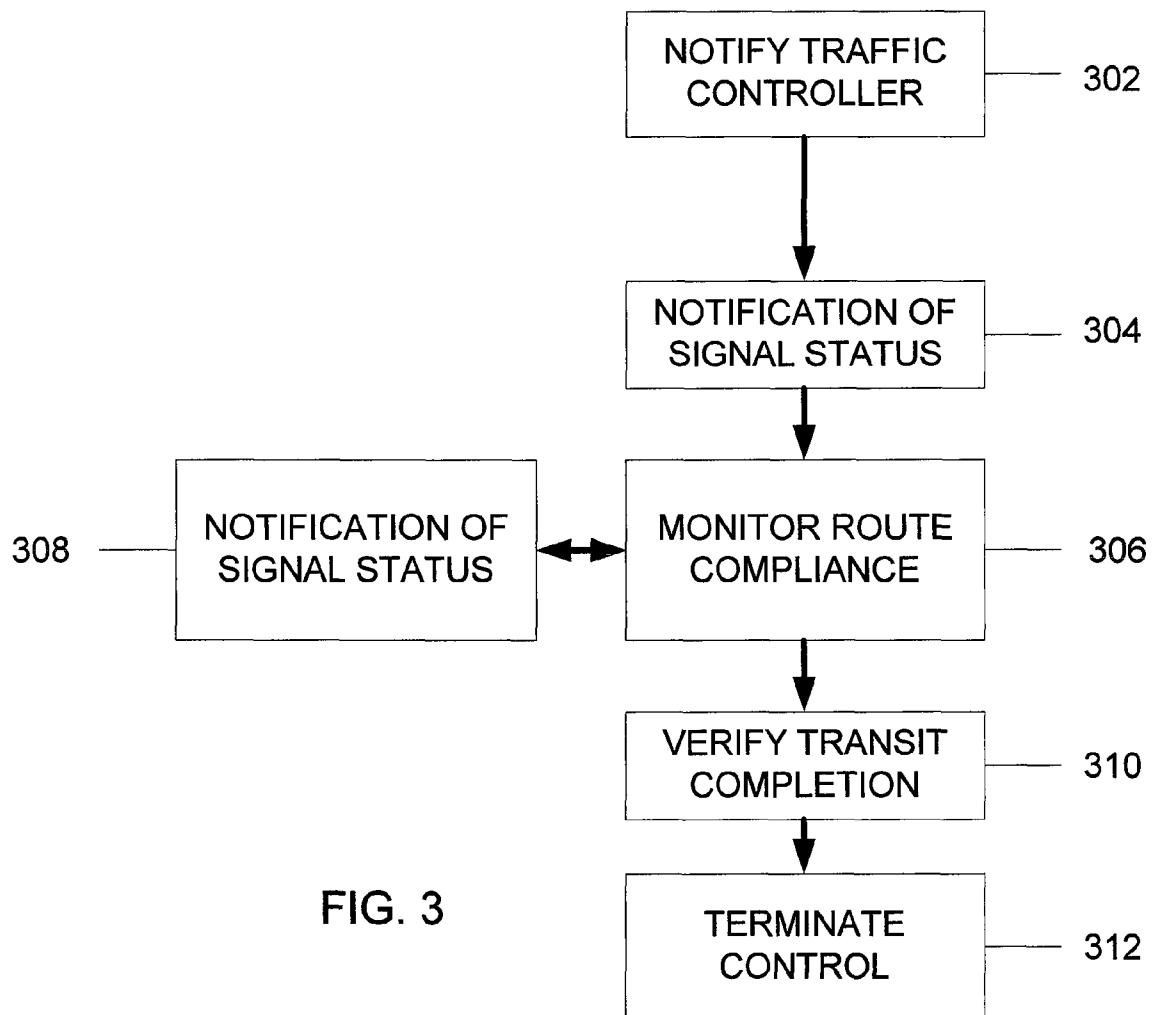 NOTIFY TRAFFIC
CONTROLLER
302
NOTIFICATION OF
SIGNAL STATUS
304
308
NOTIFICATION OF
SIGNAL STATUS
MONITOR ROUTE
COMPLIANCE
306
VERIFY TRANSIT
COMPLETION
310
FIG. 3
TERMINATE
CONTROL
312